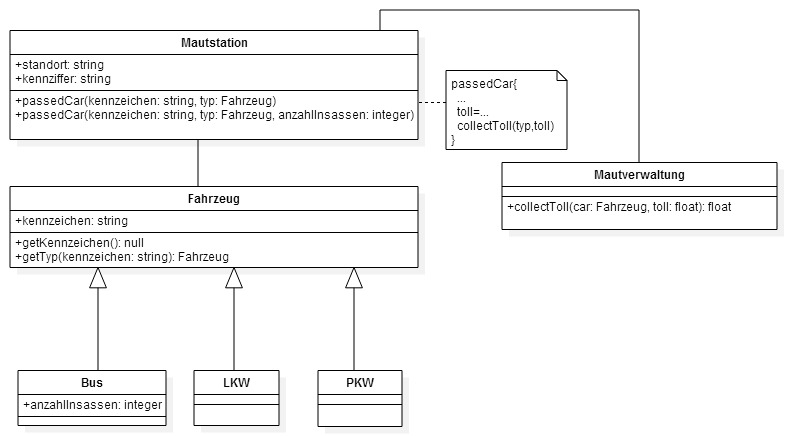 Mautstation
+standort: string
+kennziffer: string
+passedCar(kennzeichen: string, typ: Fahrzeug)
+passedCar(kennzeichen: string, typ: Fahrzeug, anzahlInsassen: integer)
passedCar{
...
toll=...
collectToll(typ,toll)
}
Mautverwaltung
+collectToll(car: Fahrzeug, toll: float): float
Fahrzeug
+kennzeichen: string
+getKennzeichen(): null
+getTyp(kennzeichen: string): Fahrzeug
Bus
+anzahlInsassen: integer
LKW
PKW